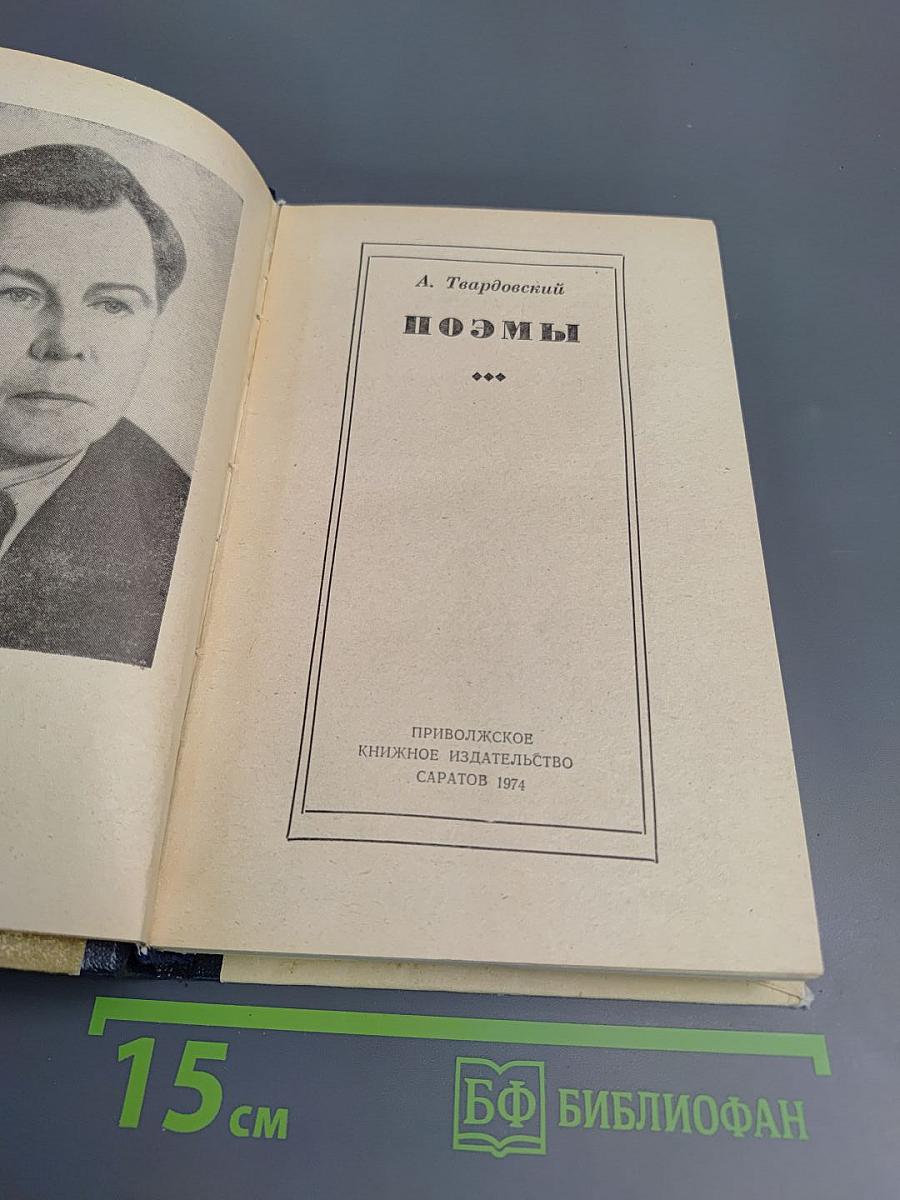 А. Твардовский
ПОЭМЫ
ПРИВОЛЖСКОЕ
КНИЖНОЕ ИЗДАТЕЛЬСТВО
САРАТОВ 1974
15 см
БФ БИБЛИОФАН